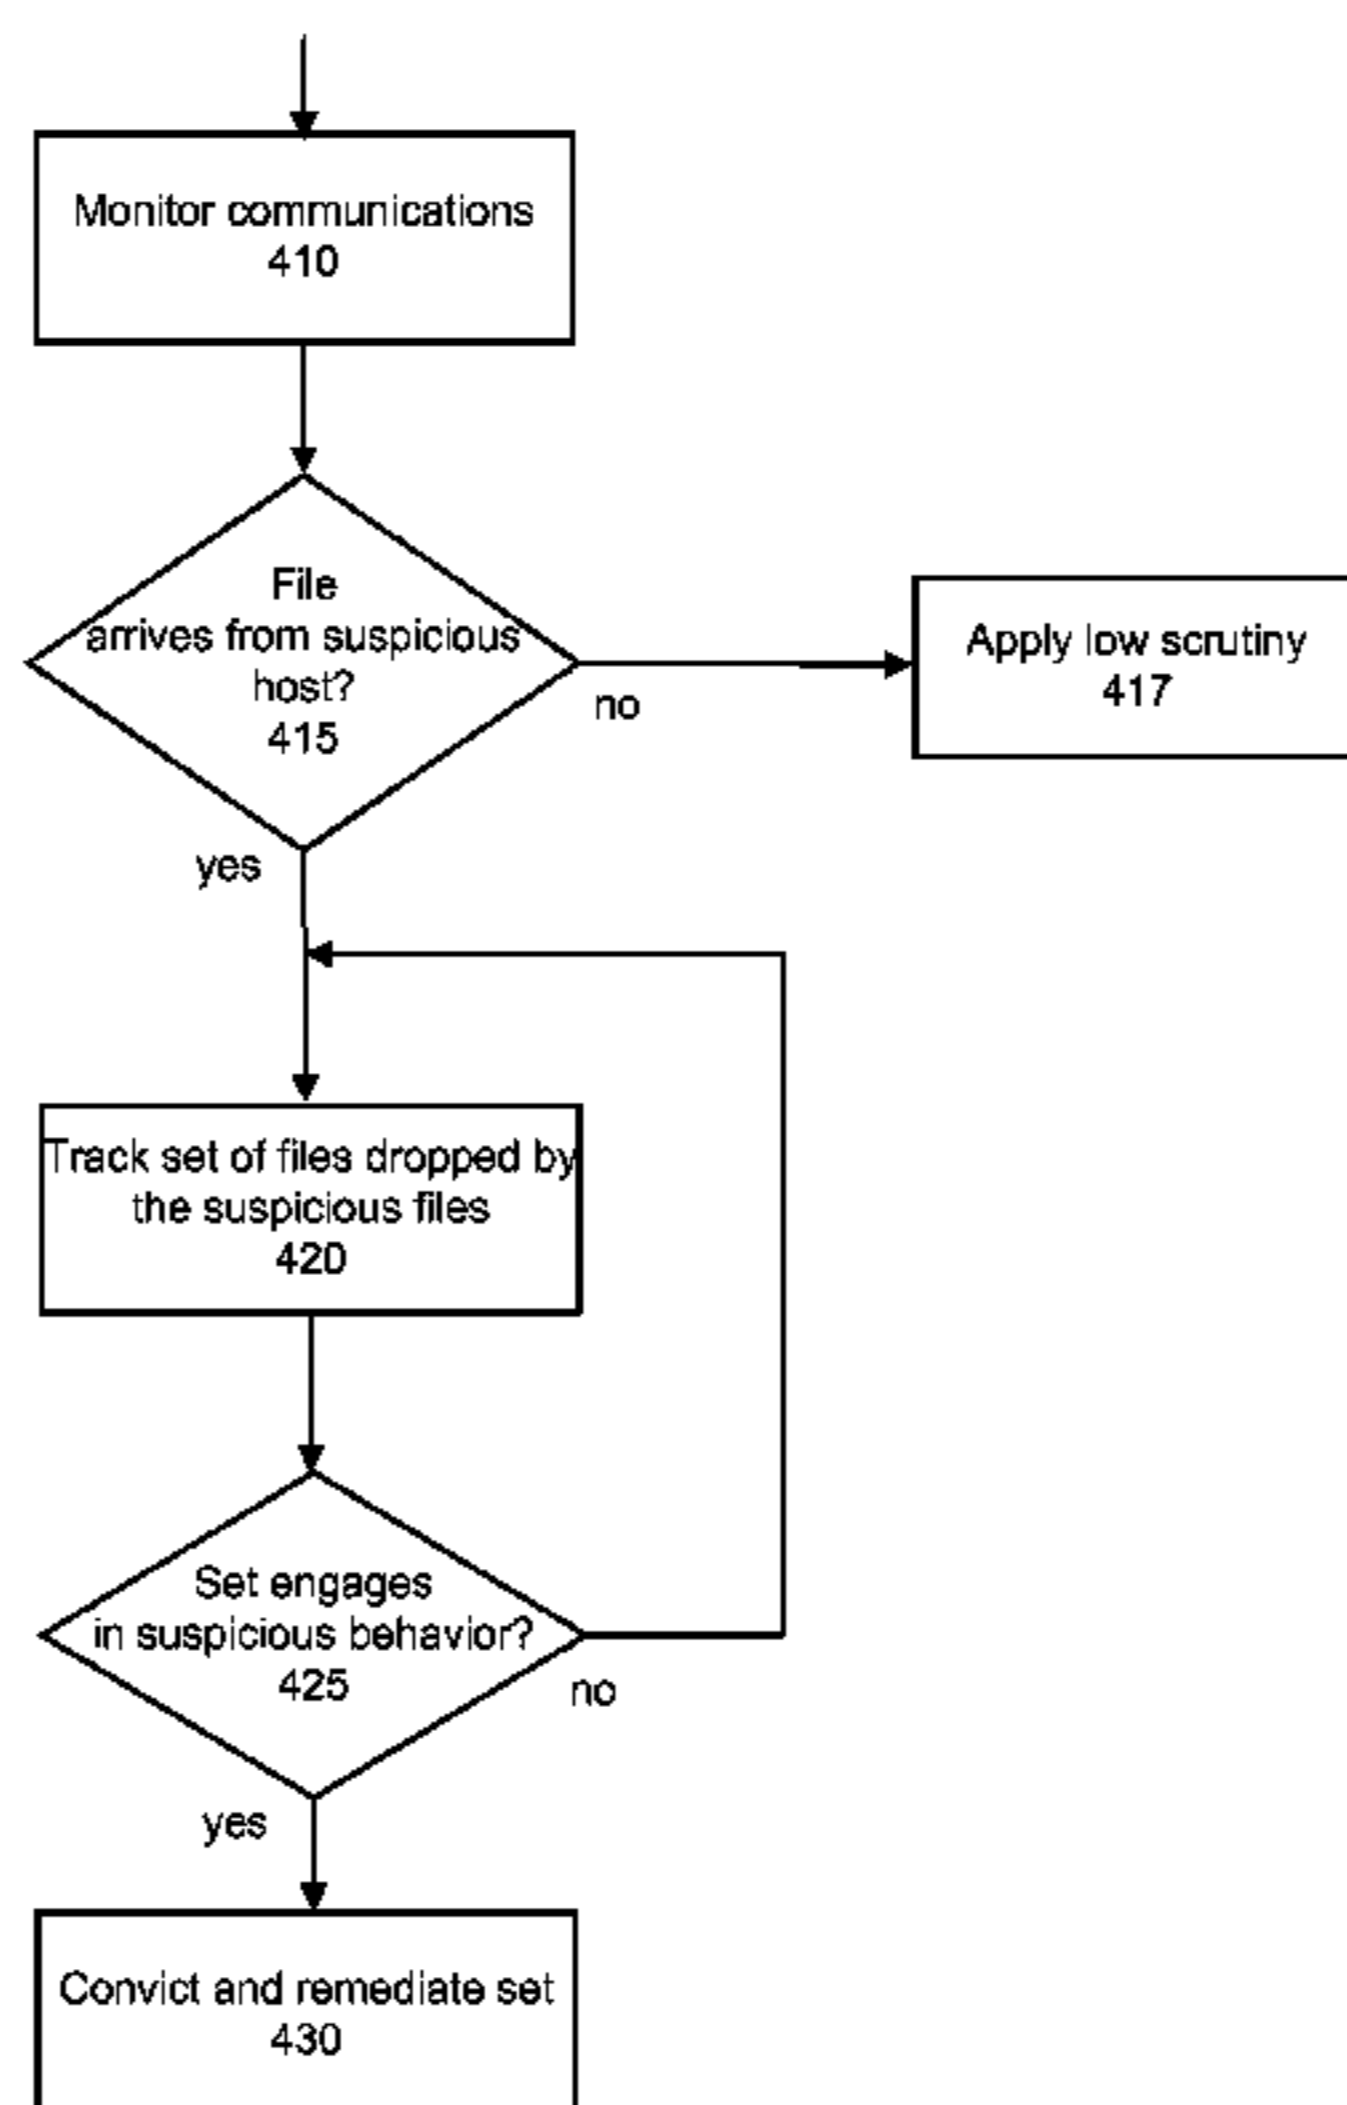 Monitor communications
410
File
arrives from suspicious
host?
415
no
Apply low scrutiny
417
yes
Track set of files dropped by
the suspicious files
420
Set engages
in suspicious behavior?
425
no
yes
Convict and remediate set
430